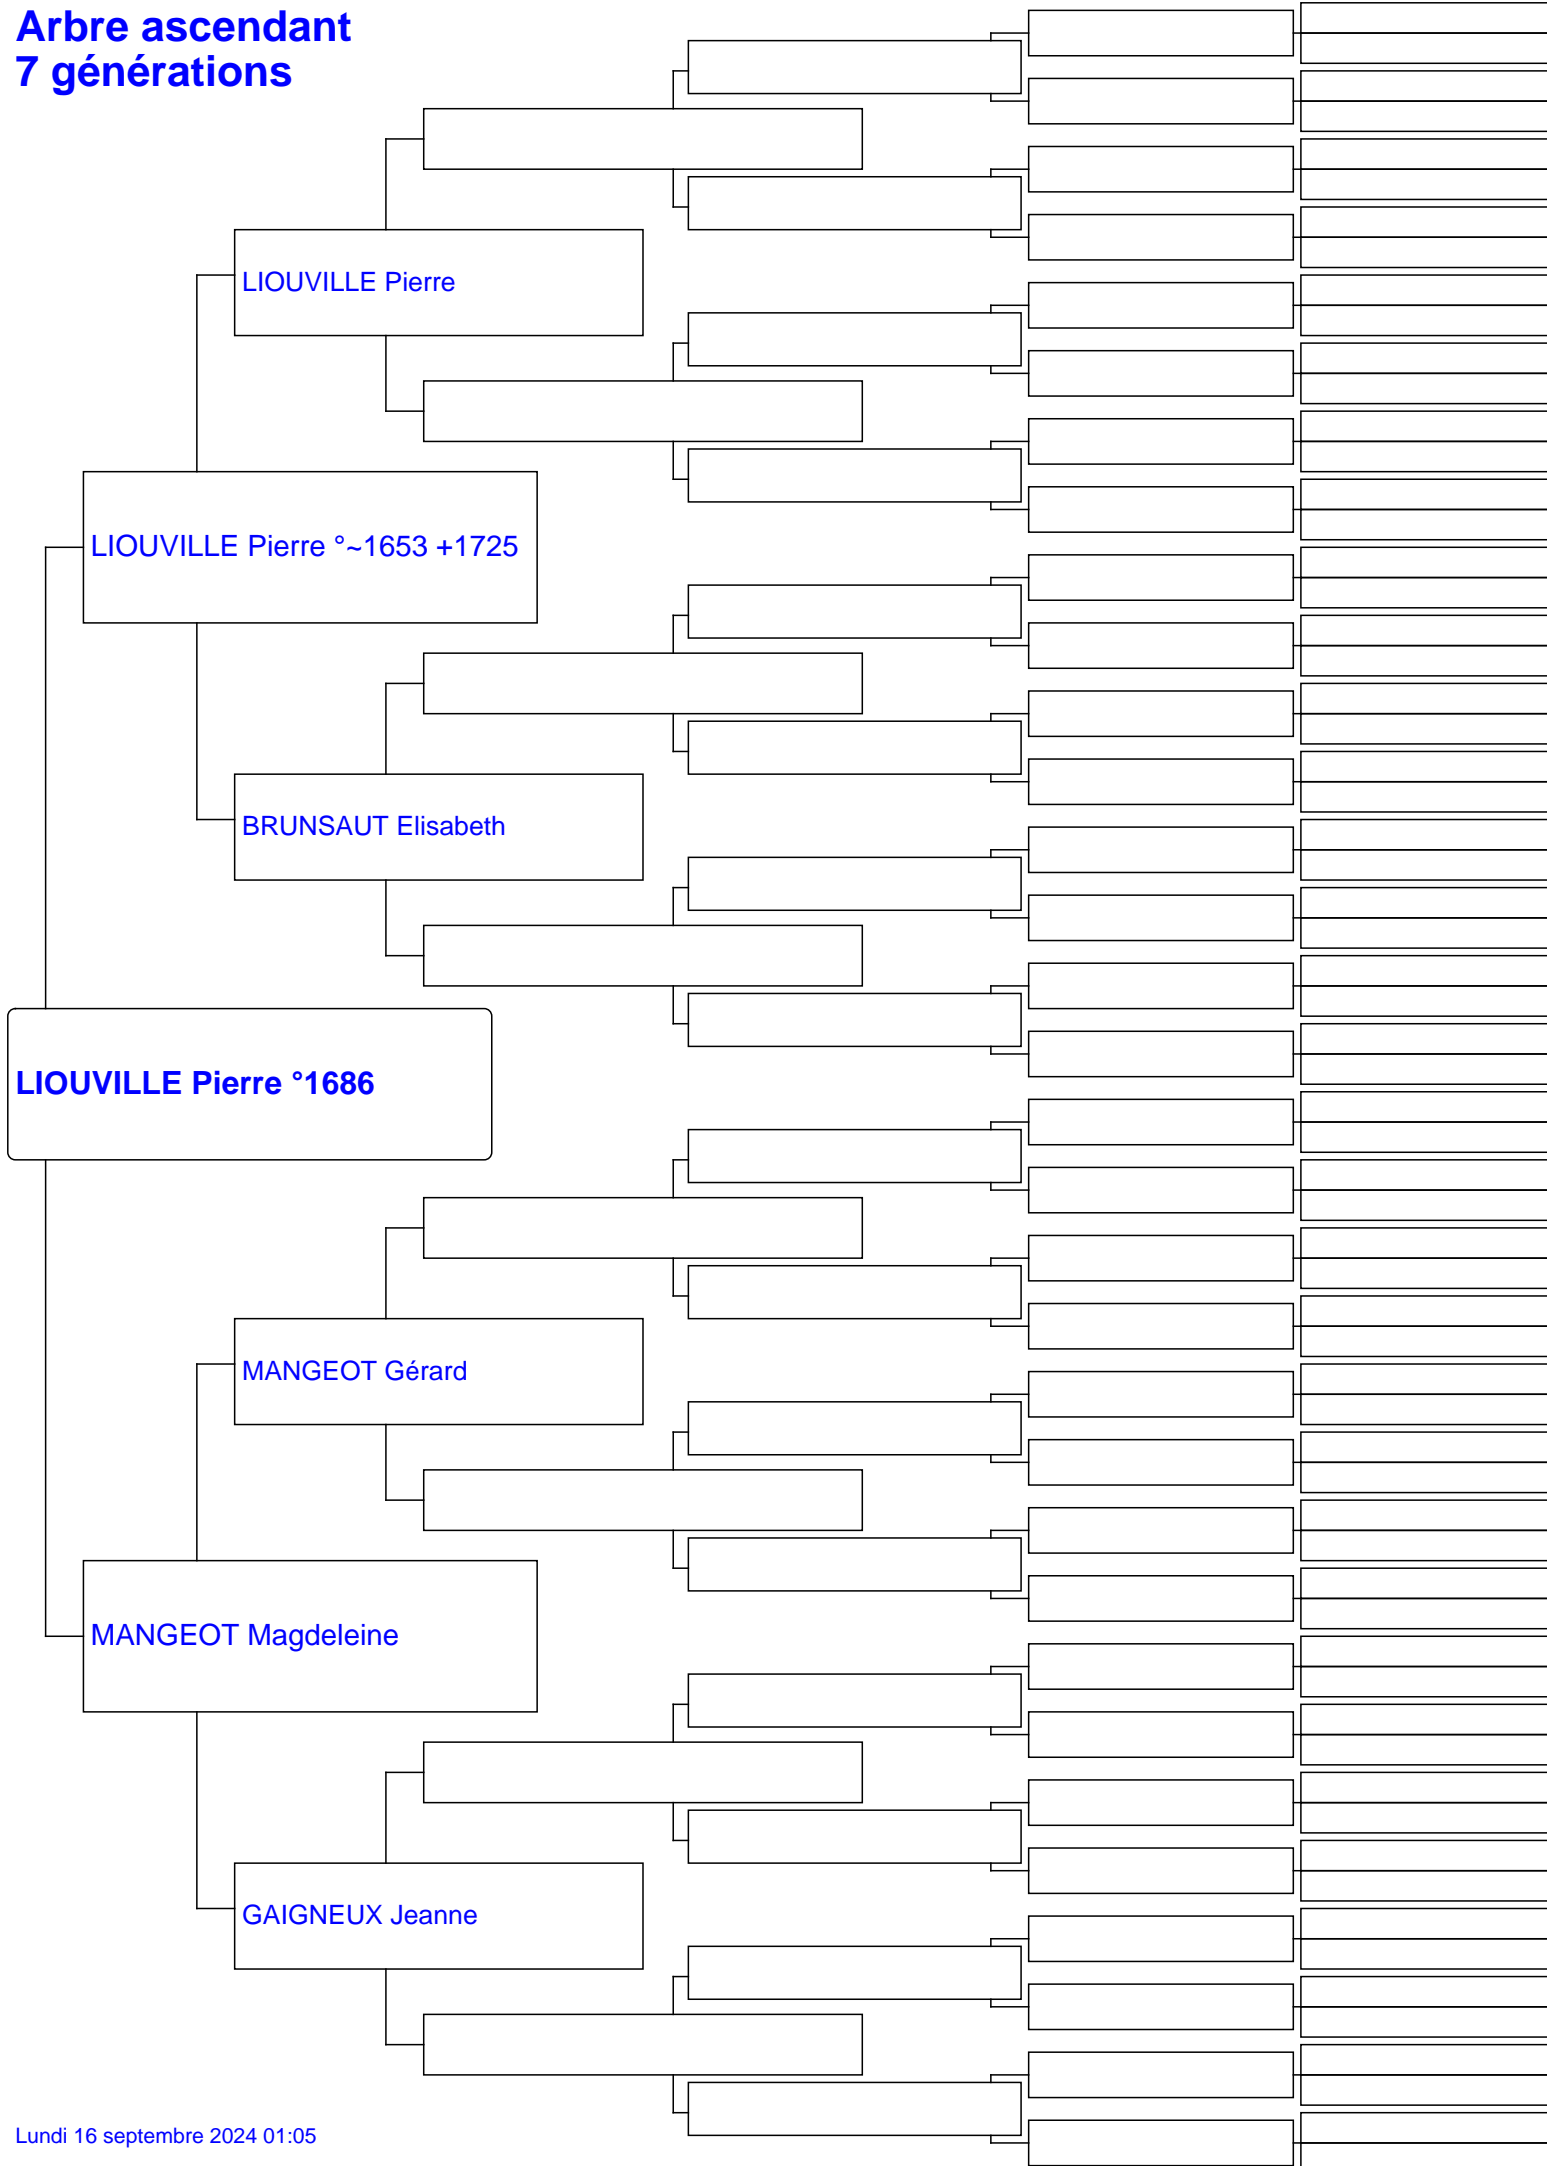 Arbre ascendant
7 générations
LIOUVILLE Pierre
LIOUVILLE Pierre °~1653 +1725
BRUNSAUT Elisabeth
LIOUVILLE Pierre °1686
MANGEOT Gérard
MANGEOT Magdeleine
GAIGNEUX Jeanne
Lundi 16 septembre 2024 01:05